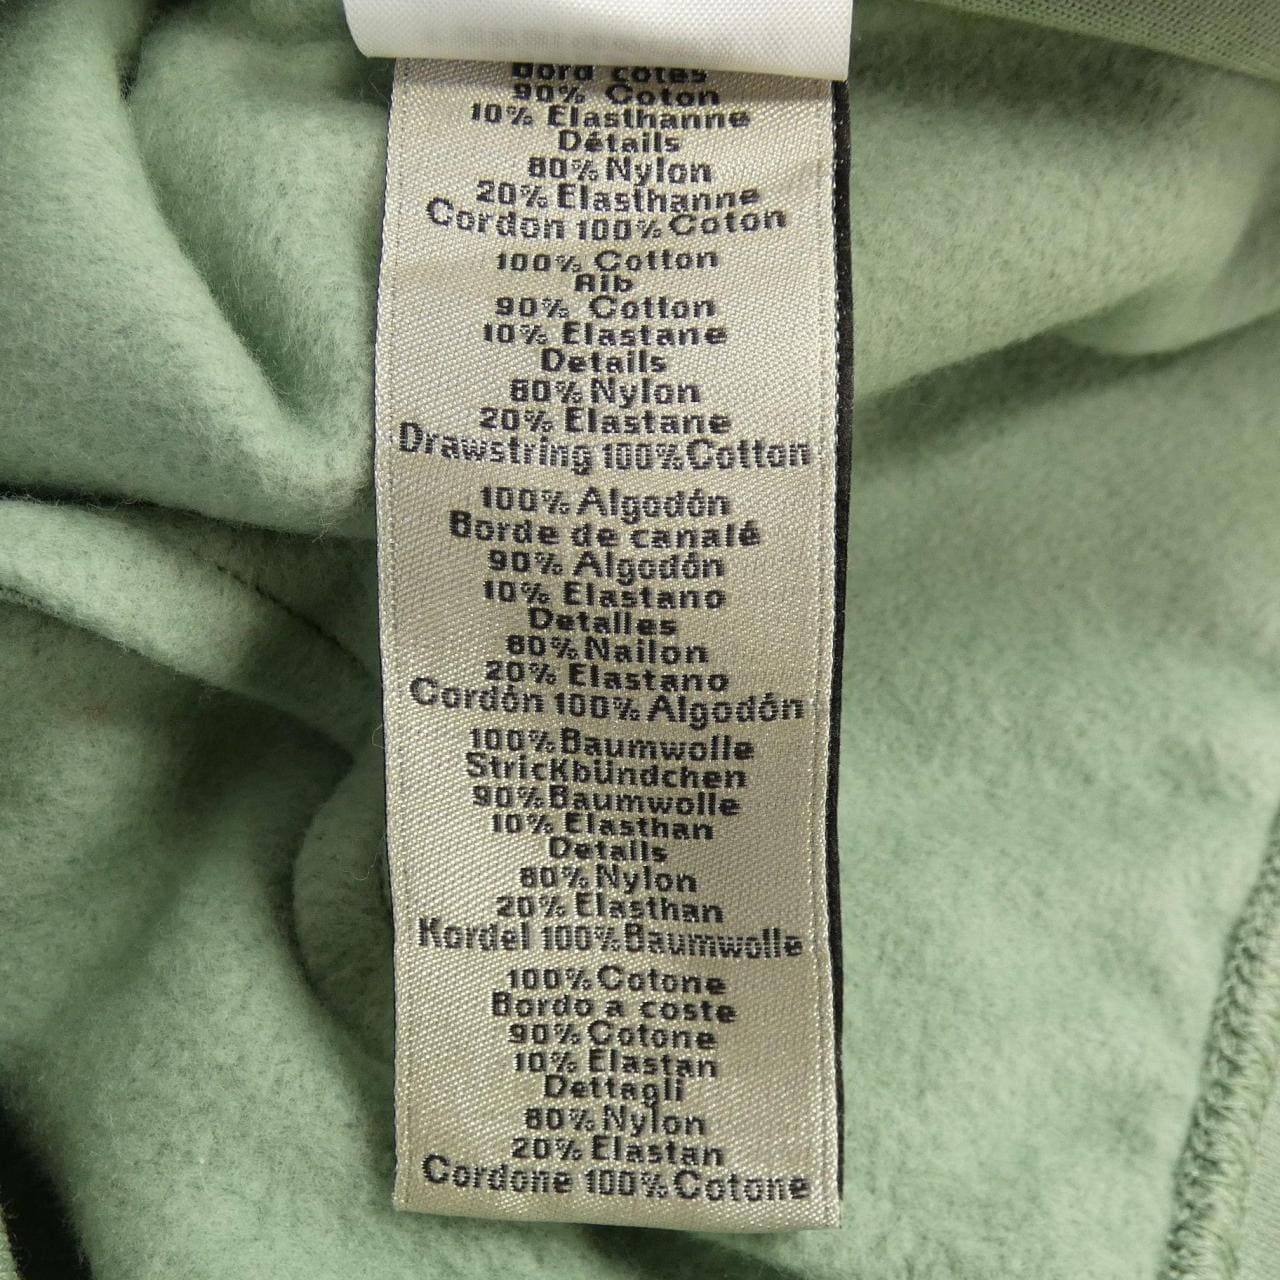 Bord côtes
90% Coton
10% Elasthanne
Détails
80% Nylon
20% Elasthanne
Cordon 100% Coton
100% Cotton
Rib
90% Cotton
10% Elastane
Details
80% Nylon
20% Elastane
Drawstring 100% Cotton
100% Algodón
Borde de canalé
90% Algodón
10% Elastano
Detalles
80% Nailon
20% Elastano
Cordón 100% Algodón
100% Baumwolle
Strickbündchen
90% Baumwolle
10% Elasthan
Details
80% Nylon
20% Elasthan
Kordel 100% Baumwolle
100% Cotone
Bordo a coste
90% Cotone
10% Elastan
Dettagli
80% Nylon
20% Elastan
Cordone 100% Cotone